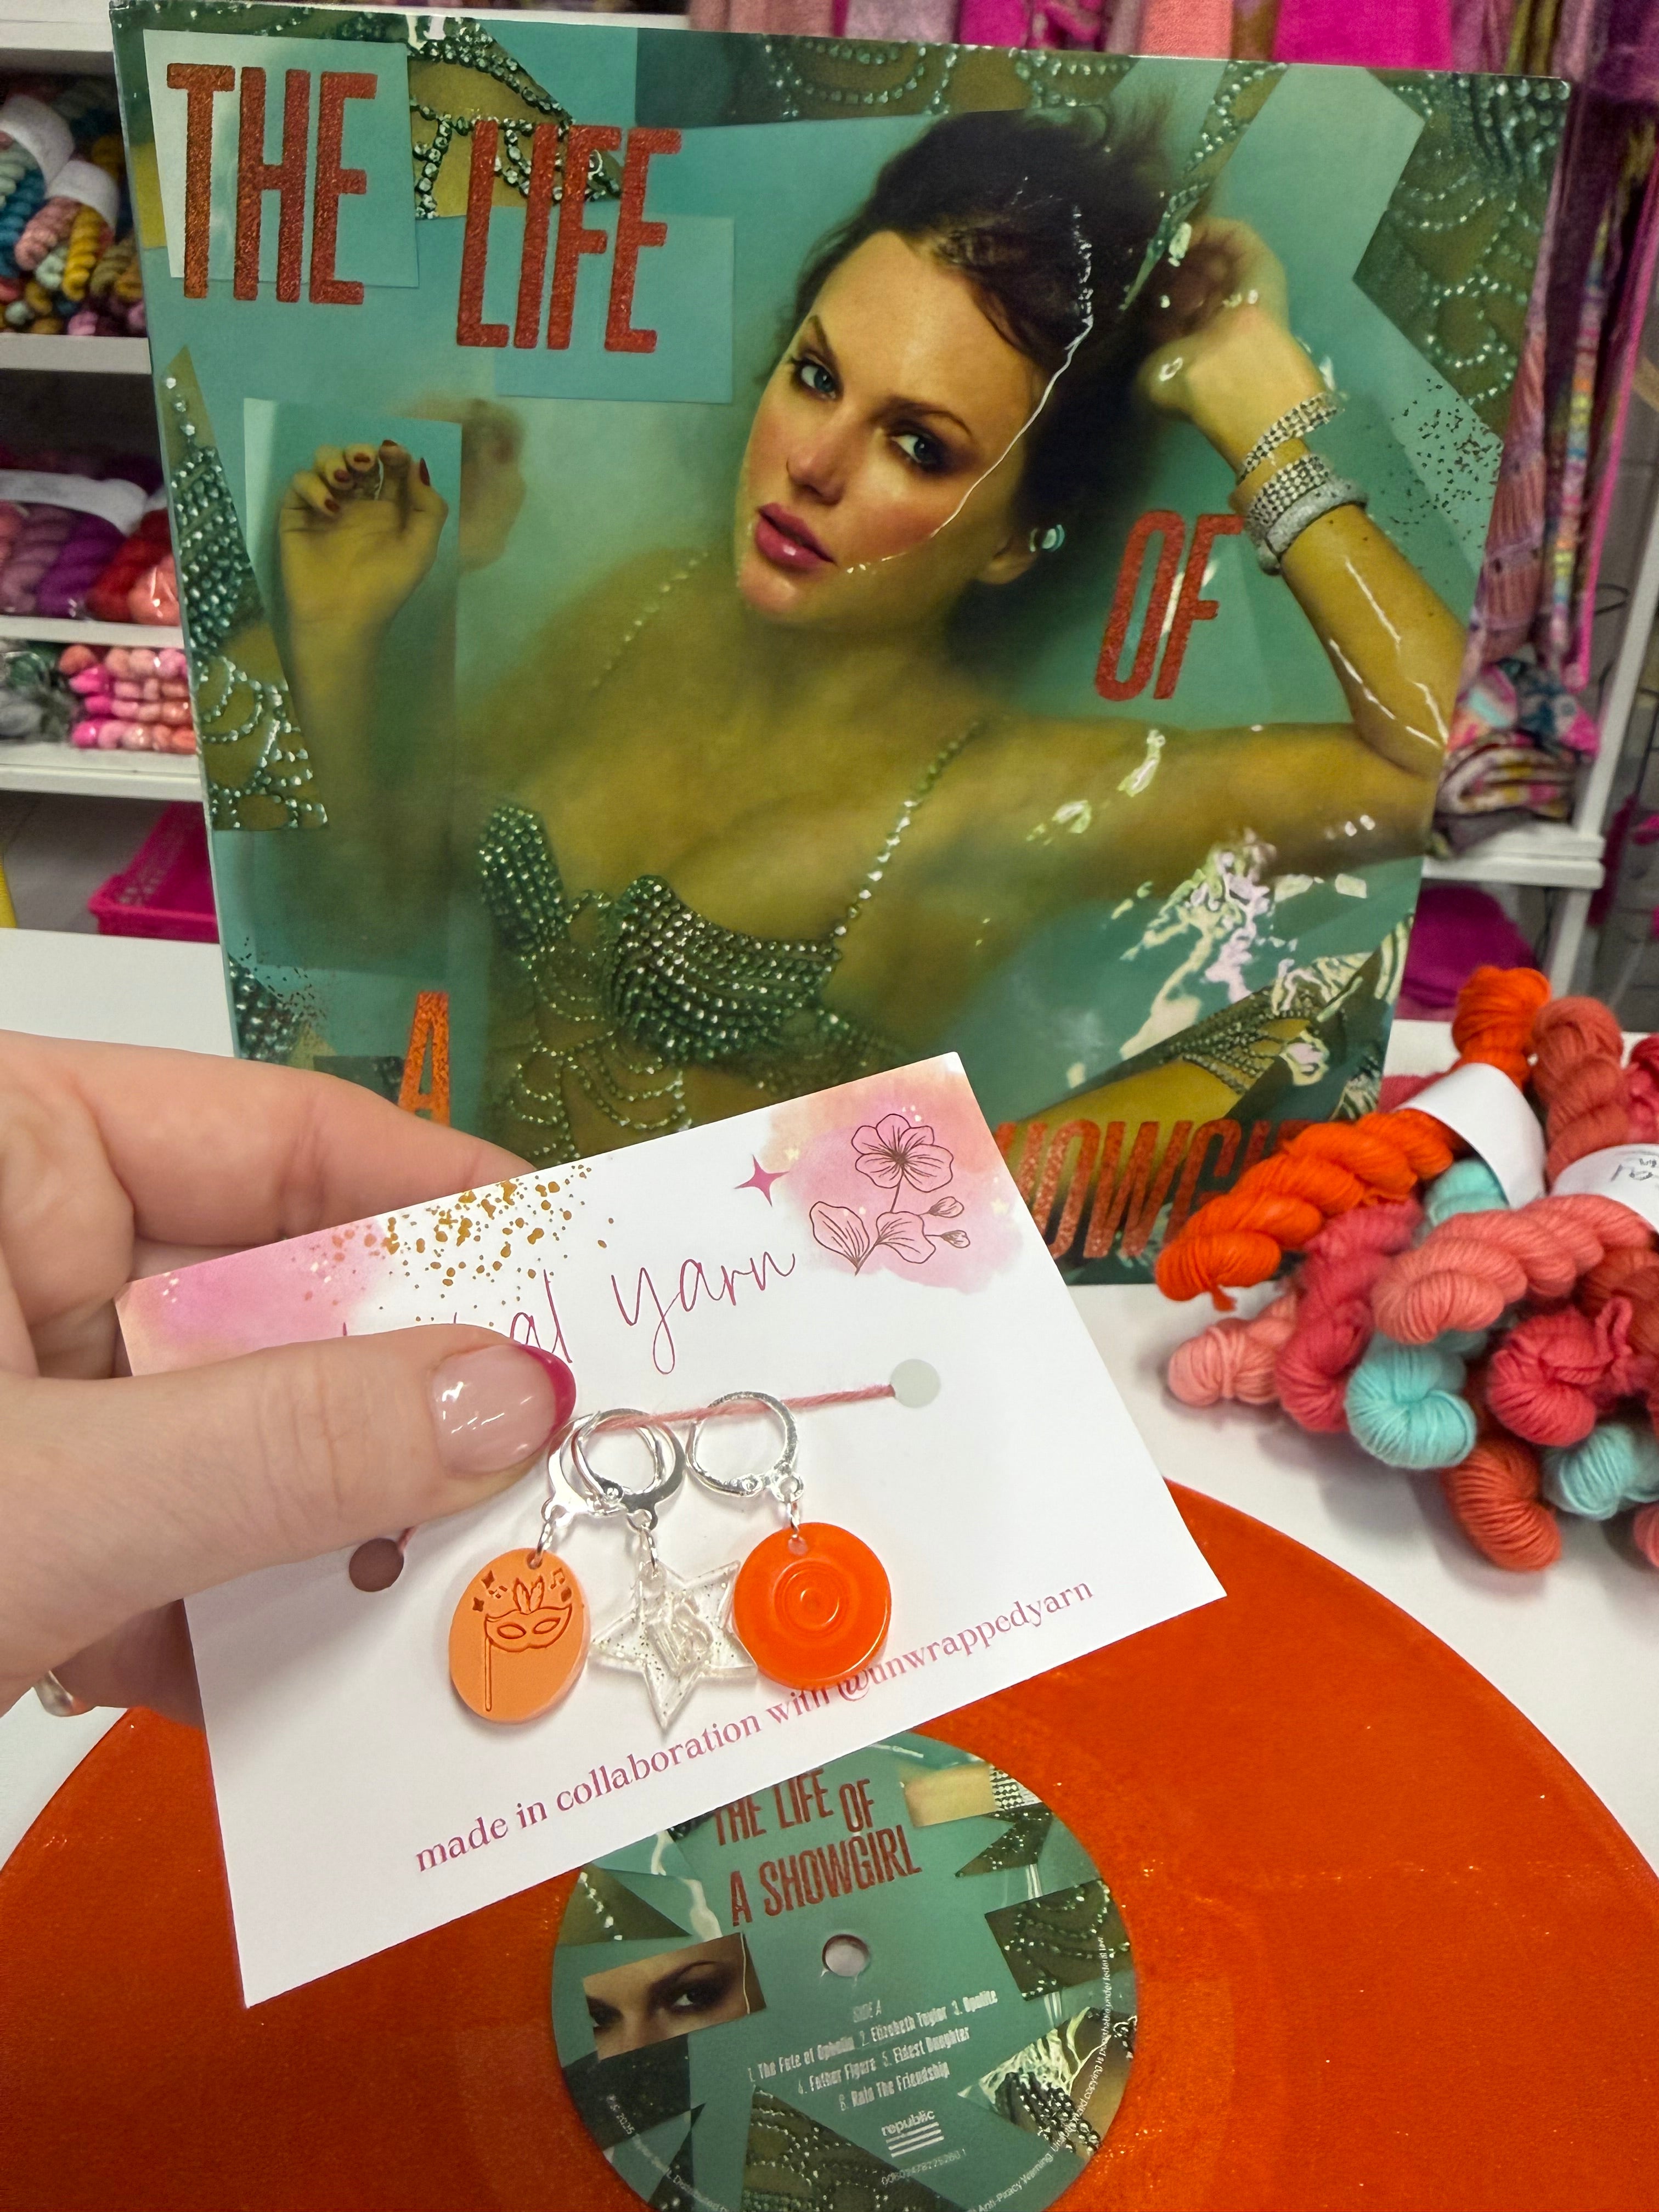 THE
LIFE
OF
A
yarn
made in collaboration with @unwrappedyarn
THE LIFE OF
A SHOWGIRL
SIDE A
1. The Fate of Ophelia 2. Elizabeth Taylor 3. Opalite
4. Father Figure 5. Eldest Daughter
6. Ruin The Friendship
republic